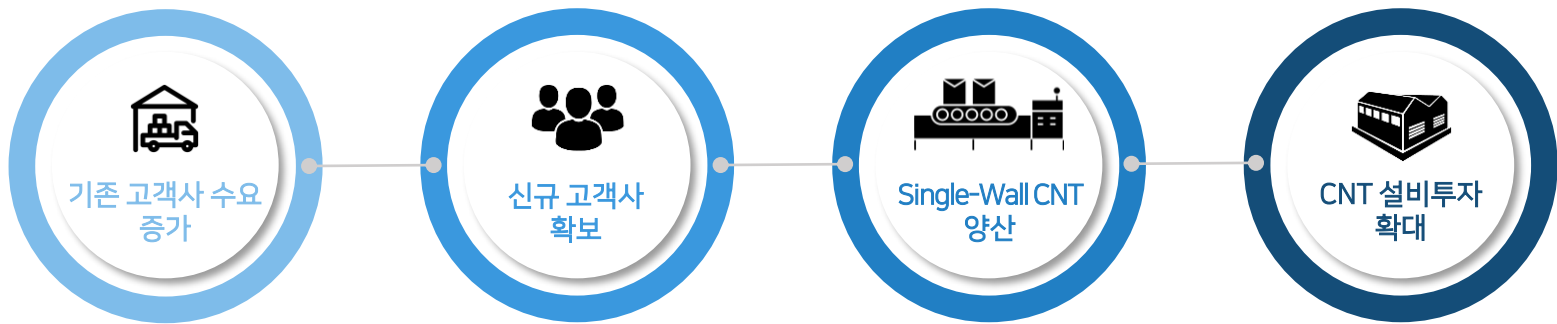 기존 고객사 수요
증가
신규 고객사
확보
Single-Wall CNT
양산
CNT 설비투자
확대